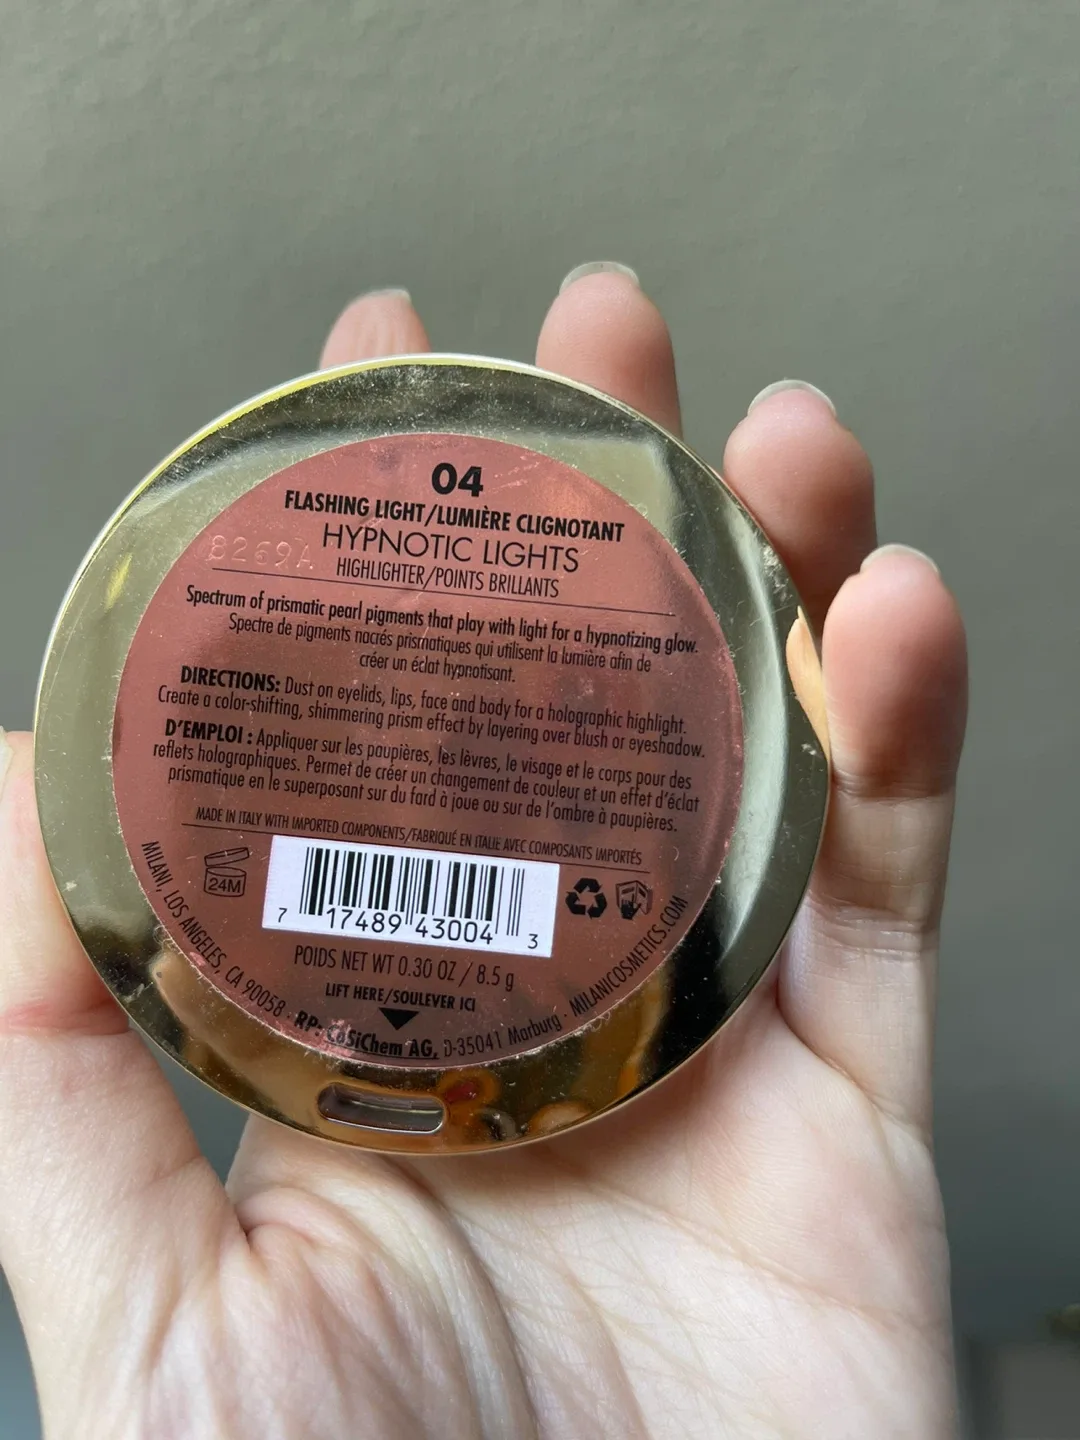 04
FLASHING LIGHT/LUMIÈRE CLIGNOTANT
HYPNOTIC LIGHTS
8269A
HIGHLIGHTER/POINTS BRILLANTS
Spectrum of prismatic pearl pigments that play with light for a hypnotizing glow.
Spectre de pigments nacrés prismatiques qui utilisent la lumière afin de
créer un éclat hypnotisant.
DIRECTIONS: Dust on eyelids, lips, face and body for a holographic highlight.
Create a color-shifting, shimmering prism effect by layering over blush or eyeshadow.
D'EMPLOI : Appliquer sur les paupières, les lèvres, le visage et le corps pour des
reflets holographiques. Permet de créer un changement de couleur et un effet d'éclat
prismatique en le superposant sur du fard à joue ou sur de l'ombre à paupières.
MADE IN ITALY WITH IMPORTED COMPONENTS/FABRIQUÉ EN ITALIE AVEC COMPOSANTS IMPORTÉS
24M
7 17489 43004 3
POIDS NET WT 0.30 OZ / 8.5 g
LIFT HERE/SOULEVER ICI
MILANI, LOS ANGELES, CA 90058 · RP: CoSiChem AG, D-35041 Marburg · MILANICOSMETICS.COM